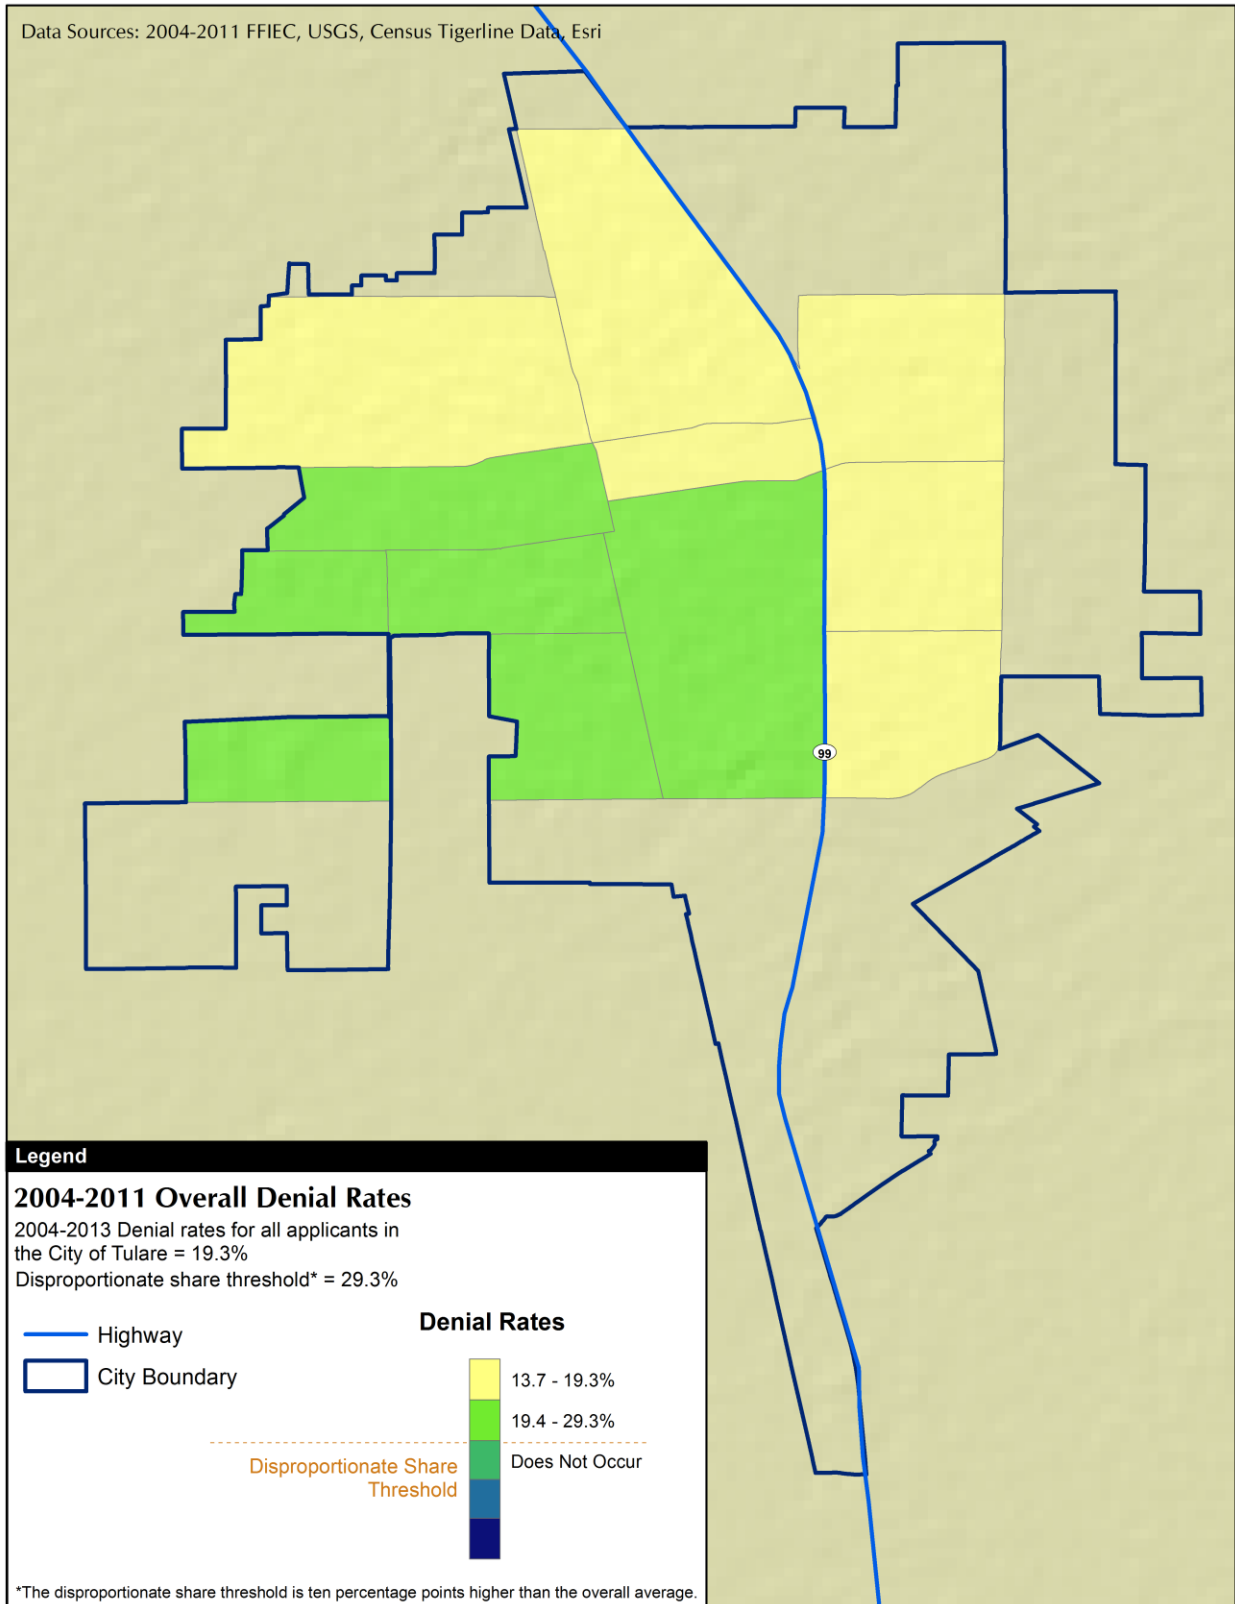 Data Sources: 2004-2011 FFIEC, USGS, Census Tigerline Data, Esri
99
Legend
2004-2011 Overall Denial Rates
2004-2013 Denial rates for all applicants in
the City of Tulare = 19.3%
Disproportionate share threshold* = 29.3%
Highway
City Boundary
Denial Rates
13.7 - 19.3%
19.4 - 29.3%
Does Not Occur
Disproportionate Share
Threshold
*The disproportionate share threshold is ten percentage points higher than the overall average.